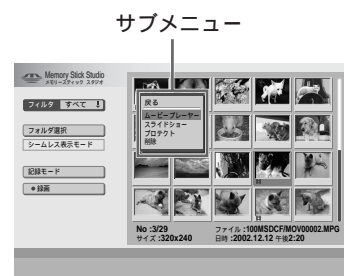 サブメニュー
Memory Stick Studio
メモリースティック スタジオ
フィルタ すべて
フォルダ選択
シームレス表示モード
記録モード
●録画
戻る
ムービープレーヤー
スライドショー
プロテクト
削除
No :3/29
サイズ :320x240
ファイル :100MSDCF/MOV00002.MPG
日時 :2002.12.12 午後2:20